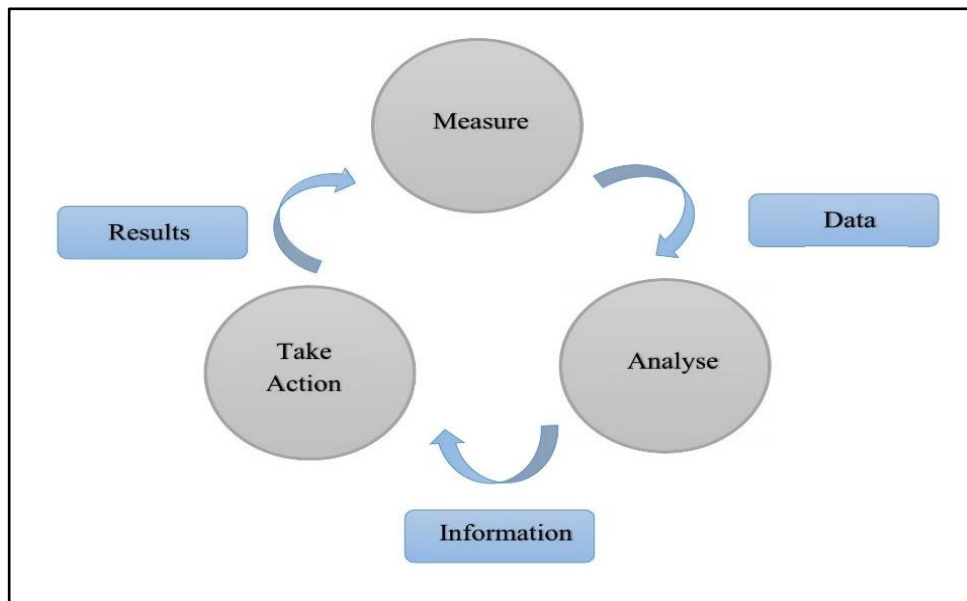 Measure
Results
Data
Take
Action
Analyse
Information